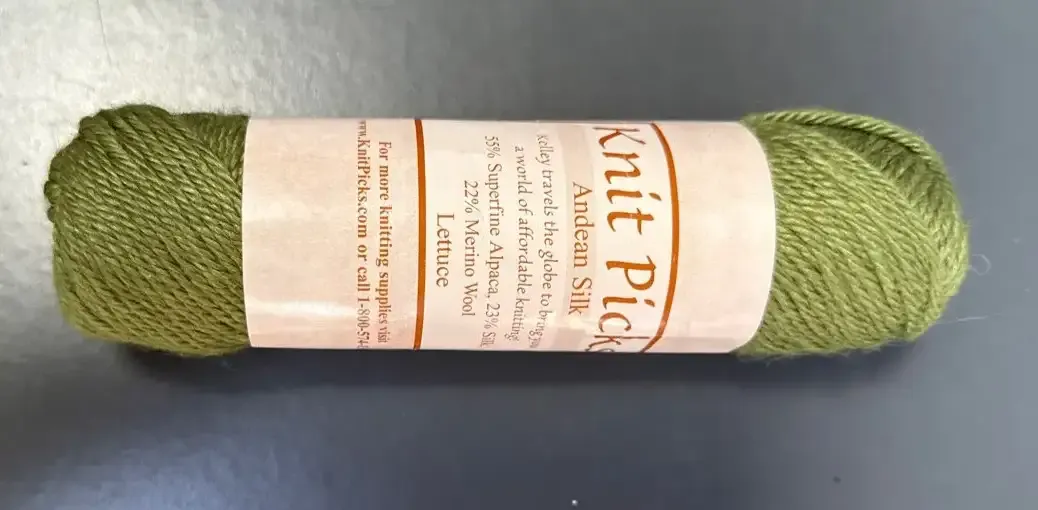 Knit Picks
Andean Silk
Kelley travels the globe to bring you
a world of affordable knitting!
55% Superfine Alpaca, 23% Silk
22% Merino Wool
Lettuce
For more knitting supplies visit
www.KnitPicks.com or call 1-800-574-